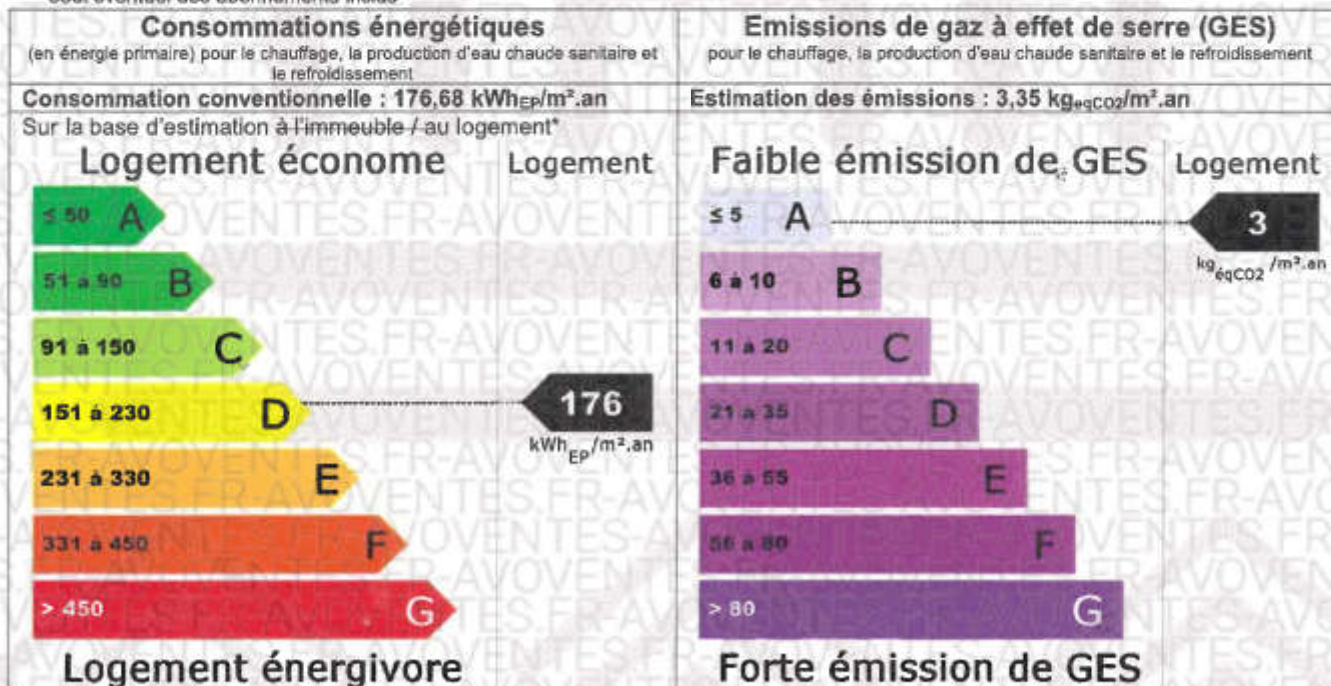 Consommations énergétiques
(en énergie primaire) pour le chauffage, la production d'eau chaude sanitaire et
le refroidissement
Consommation conventionnelle : 176,68 kWhEP/m².an
Sur la base d'estimation à l'immeuble / au logement*
Logement économe
Logement
≤ 50 A
51 à 90 B
91 à 150 C
151 à 230 D
176
kWhEP/m².an
231 à 330 E
331 à 450 F
> 450 G
Logement énergivore
Emissions de gaz à effet de serre (GES)
pour le chauffage, la production d'eau chaude sanitaire et le refroidissement
Estimation des émissions : 3,35 kgeqCO2/m².an
Faible émission de GES
Logement
≤ 5 A
3
kgéqCO2 /m².an
6 à 10 B
11 à 20 C
21 à 35 D
36 à 55 E
56 à 80 F
> 80 G
Forte émission de GES